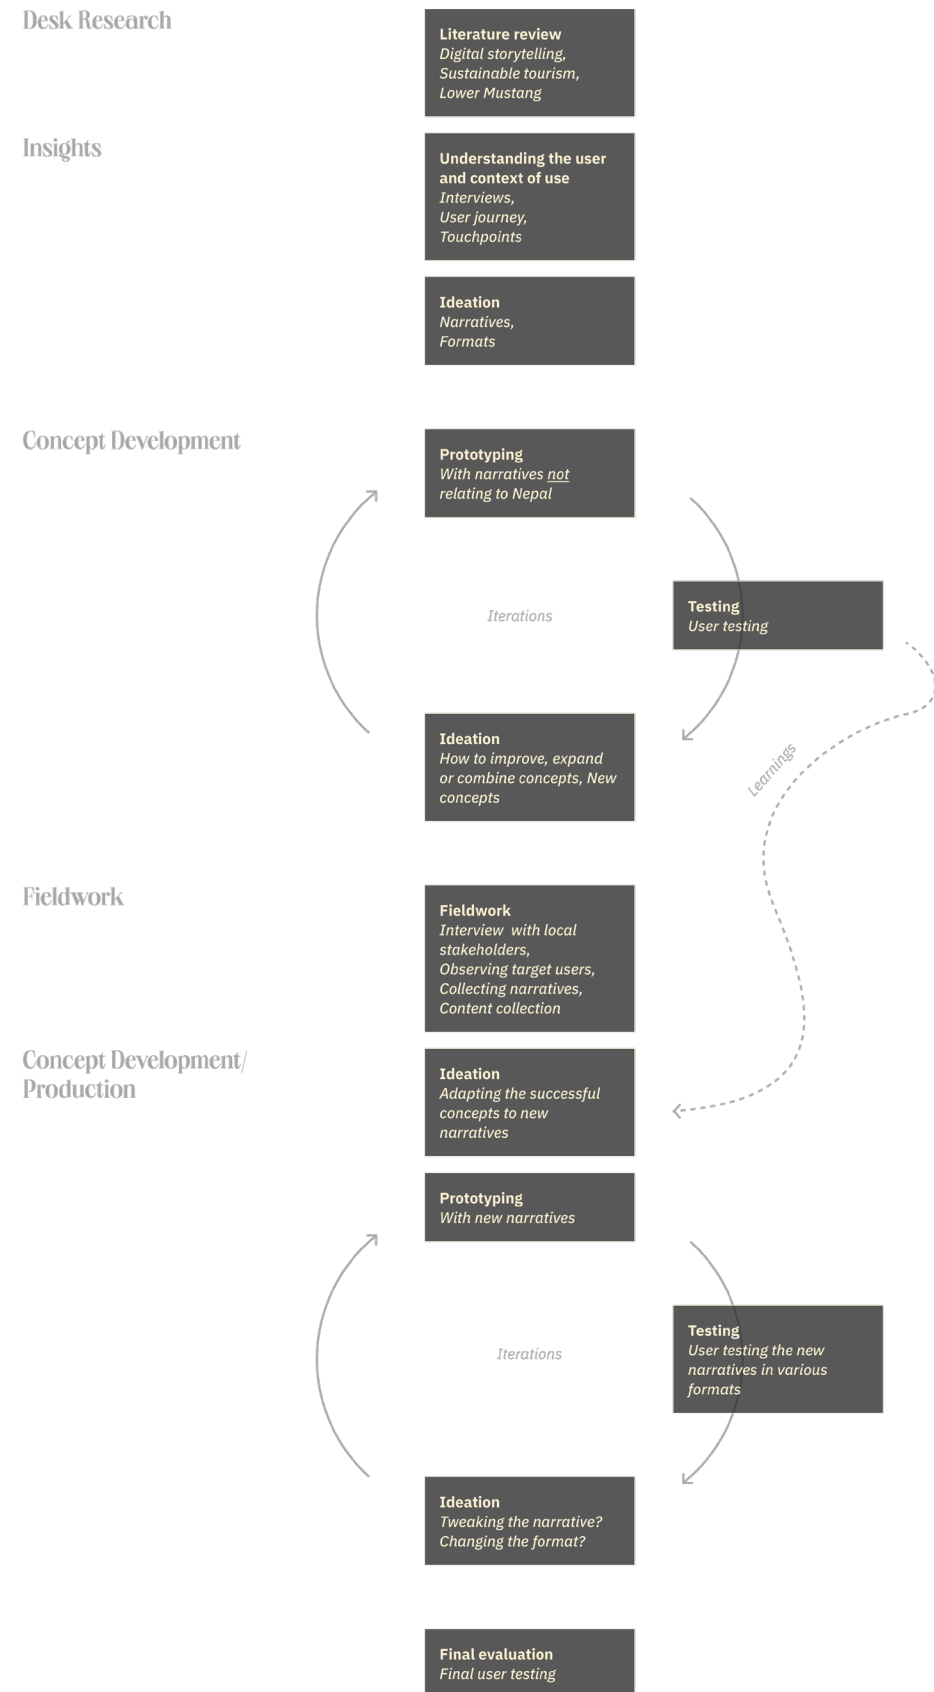 Desk Research
Literature review
Digital storytelling,
Sustainable tourism,
Lower Mustang
Insights
Understanding the user
and context of use
Interviews,
User journey,
Touchpoints
Ideation
Narratives,
Formats
Concept Development
Prototyping
With narratives not
relating to Nepal
Testing
User testing
Iterations
Ideation
How to improve, expand
or combine concepts, New
concepts
Learnings
Fieldwork
Fieldwork
Interview with local
stakeholders,
Observing target users,
Collecting narratives,
Content collection
Concept Development/
Production
Ideation
Adapting the successful
concepts to new
narratives
Prototyping
With new narratives
Testing
User testing the new
narratives in various
formats
Iterations
Ideation
Tweaking the narrative?
Changing the format?
Final evaluation
Final user testing